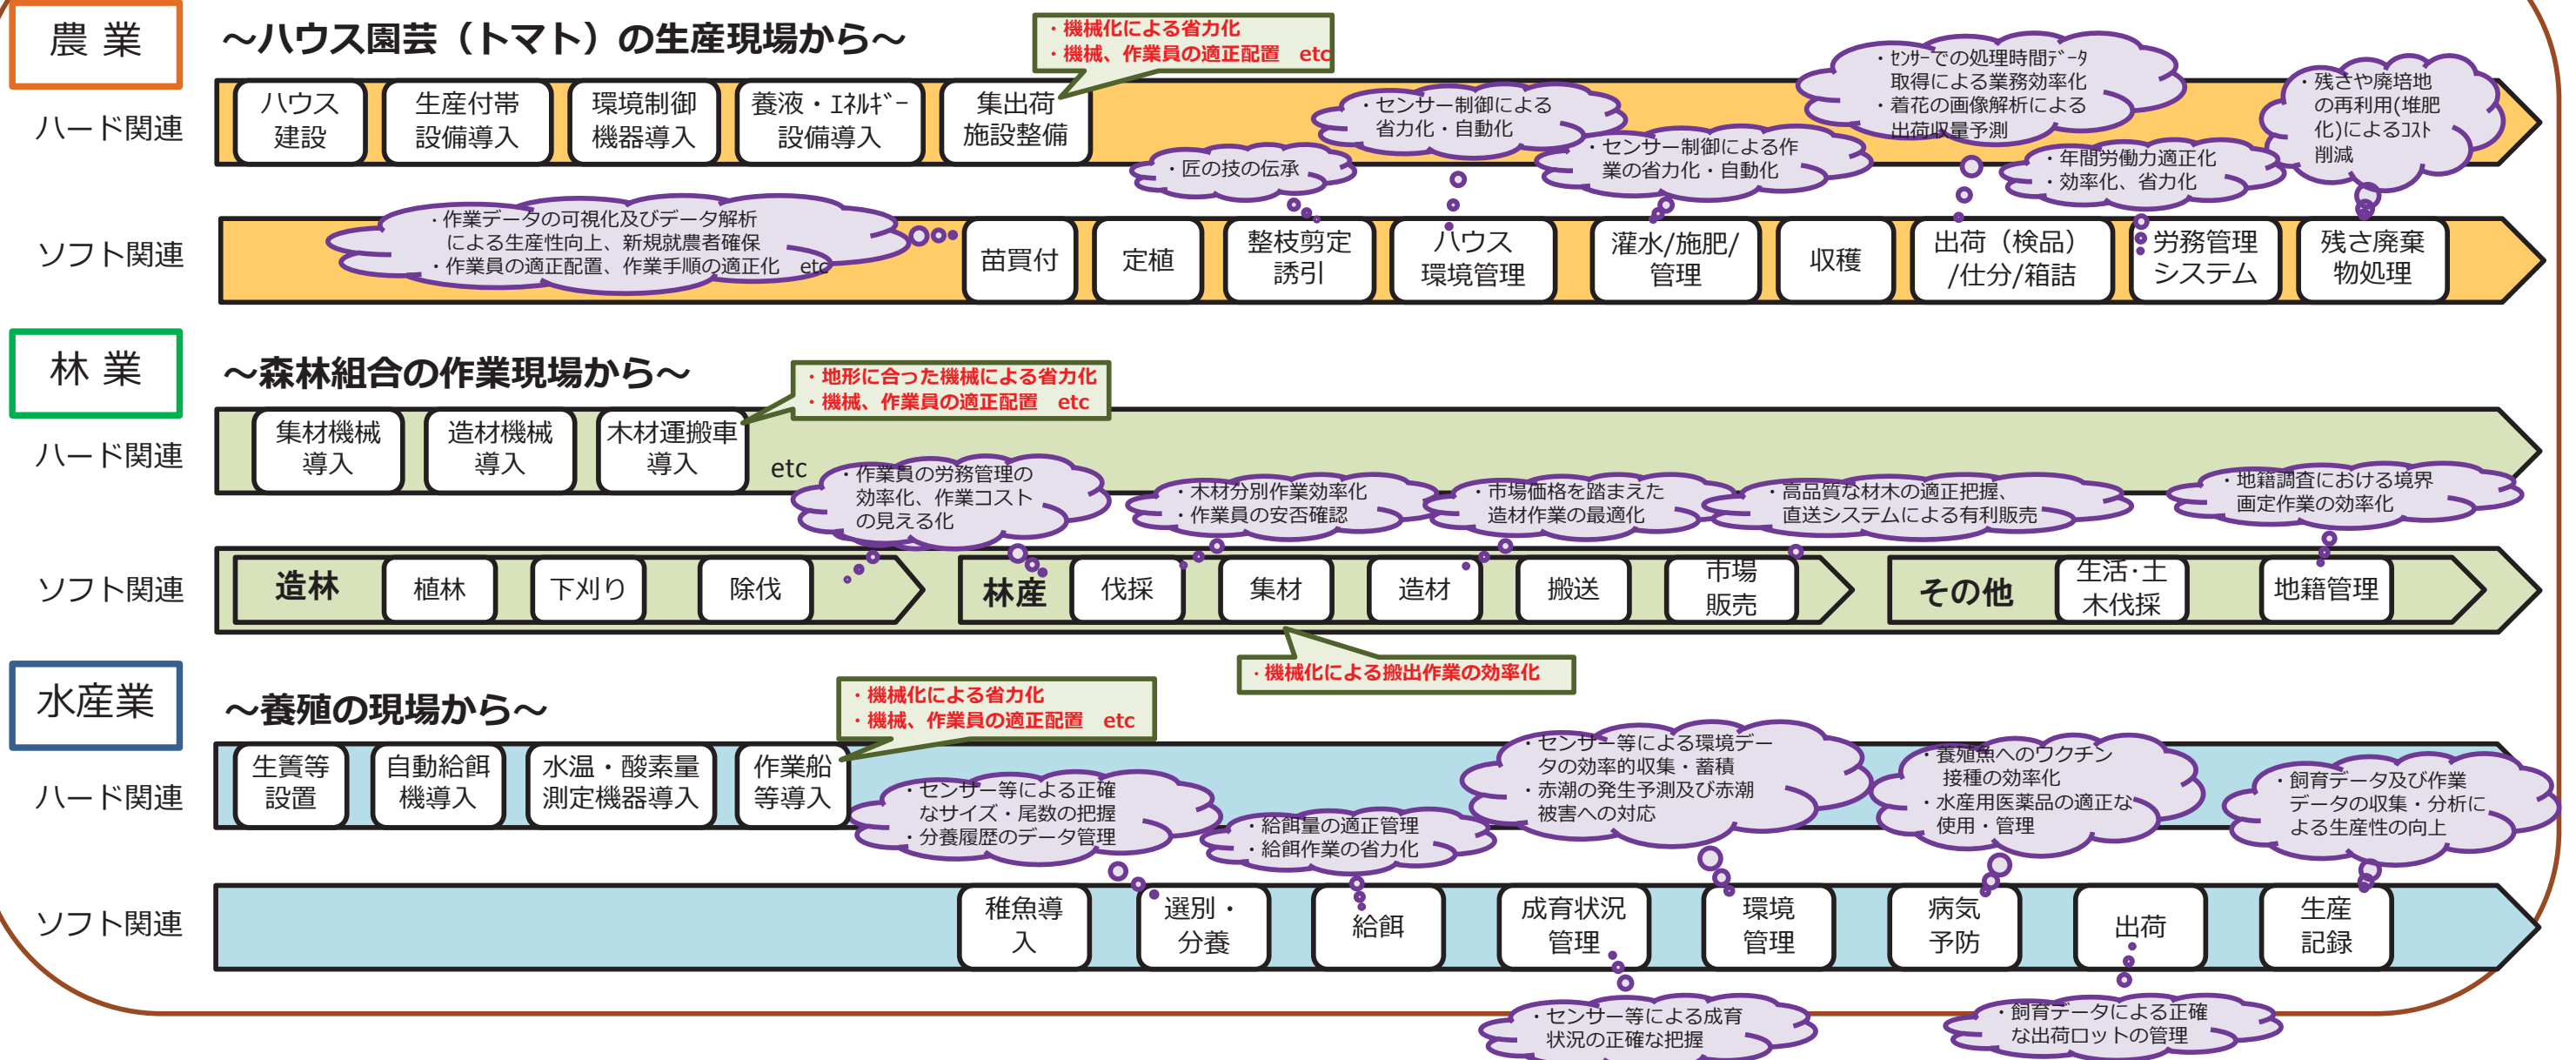 農 業
～ハウス園芸（トマト）の生産現場から～
・機械化による省力化
・機械、作業員の適正配置　etc
ハード関連
ハウス
建設
生産付帯
設備導入
環境制御
機器導入
養液・ｴﾈﾙｷﾞｰ
設備導入
集出荷
施設整備
・匠の技の伝承
・センサー制御による
省力化・自動化
・センサー制御による作
業の省力化・自動化
・ｾﾝｻｰでの処理時間ﾃﾞｰﾀ
取得による業務効率化
・着花の画像解析による
出荷収量予測
・年間労働力適正化
・効率化、省力化
・残さや廃培地
の再利用(堆肥
化)によるｺｽﾄ
削減
ソフト関連
・作業データの可視化及びデータ解析
による生産性向上、新規就農者確保
・作業員の適正配置、作業手順の適正化　etc
苗買付
定植
整枝剪定
誘引
ハウス
環境管理
灌水/施肥/
管理
収穫
出荷（検品）
/仕分/箱詰
労務管理
システム
残さ廃棄
物処理
林 業
～森林組合の作業現場から～
・地形に合った機械による省力化
・機械、作業員の適正配置　etc
ハード関連
集材機械
導入
造材機械
導入
木材運搬車
導入
etc
・作業員の労務管理の
効率化、作業コスト
の見える化
・木材分別作業効率化
・作業員の安否確認
・市場価格を踏まえた
造材作業の最適化
・高品質な材木の適正把握、
直送システムによる有利販売
・地籍調査における境界
画定作業の効率化
ソフト関連
造林
植林
下刈り
除伐
林産
伐採
集材
造材
搬送
市場
販売
その他
生活･土
木伐採
地籍管理
・機械化による搬出作業の効率化
水産業
～養殖の現場から～
・機械化による省力化
・機械、作業員の適正配置　etc
ハード関連
生簀等
設置
自動給餌
機導入
水温・酸素量
測定機器導入
作業船
等導入
・センサー等による正確
なサイズ・尾数の把握
・分養履歴のデータ管理
・給餌量の適正管理
・給餌作業の省力化
・センサー等による環境デー
タの効率的収集・蓄積
・赤潮の発生予測及び赤潮
被害への対応
・養殖魚へのワクチン
接種の効率化
・水産用医薬品の適正な
使用・管理
・飼育データ及び作業
データの収集・分析に
よる生産性の向上
ソフト関連
稚魚導
入
選別・
分養
給餌
成育状況
管理
環境
管理
病気
予防
出荷
生産
記録
・センサー等による成育
状況の正確な把握
・飼育データによる正確
な出荷ロットの管理